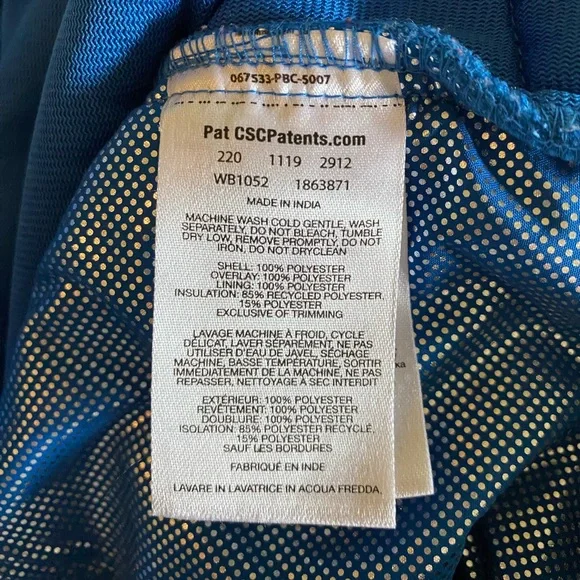 067533-PBC-5007
Pat CSCPatents.com
220 1119 2912
WB1052 1863871
MADE IN INDIA
MACHINE WASH COLD GENTLE, WASH
SEPARATELY, DO NOT BLEACH, TUMBLE
DRY LOW, REMOVE PROMPTLY, DO NOT
IRON, DO NOT DRYCLEAN
SHELL: 100% POLYESTER
OVERLAY: 100% POLYESTER
LINING: 100% POLYESTER
INSULATION: 85% RECYCLED POLYESTER,
15% POLYESTER
EXCLUSIVE OF TRIMMING
LAVAGE MACHINE À FROID, CYCLE
DÉLICAT, LAVER SÉPARÉMENT, NE PAS
UTILISER D'EAU DE JAVEL, SÉCHAGE
MACHINE, BASSE TEMPÉRATURE, SORTIR
IMMÉDIATEMENT DE LA MACHINE, NE PAS
REPASSER, NETTOYAGE À SEC INTERDIT
EXTÉRIEUR: 100% POLYESTER
REVÊTEMENT: 100% POLYESTER
DOUBLURE: 100% POLYESTER
ISOLATION: 85% POLYESTER RECYCLÉ,
15% POLYESTER
SAUF LES BORDURES
FABRIQUÉ EN INDE
LAVARE IN LAVATRICE IN ACQUA FREDDA,